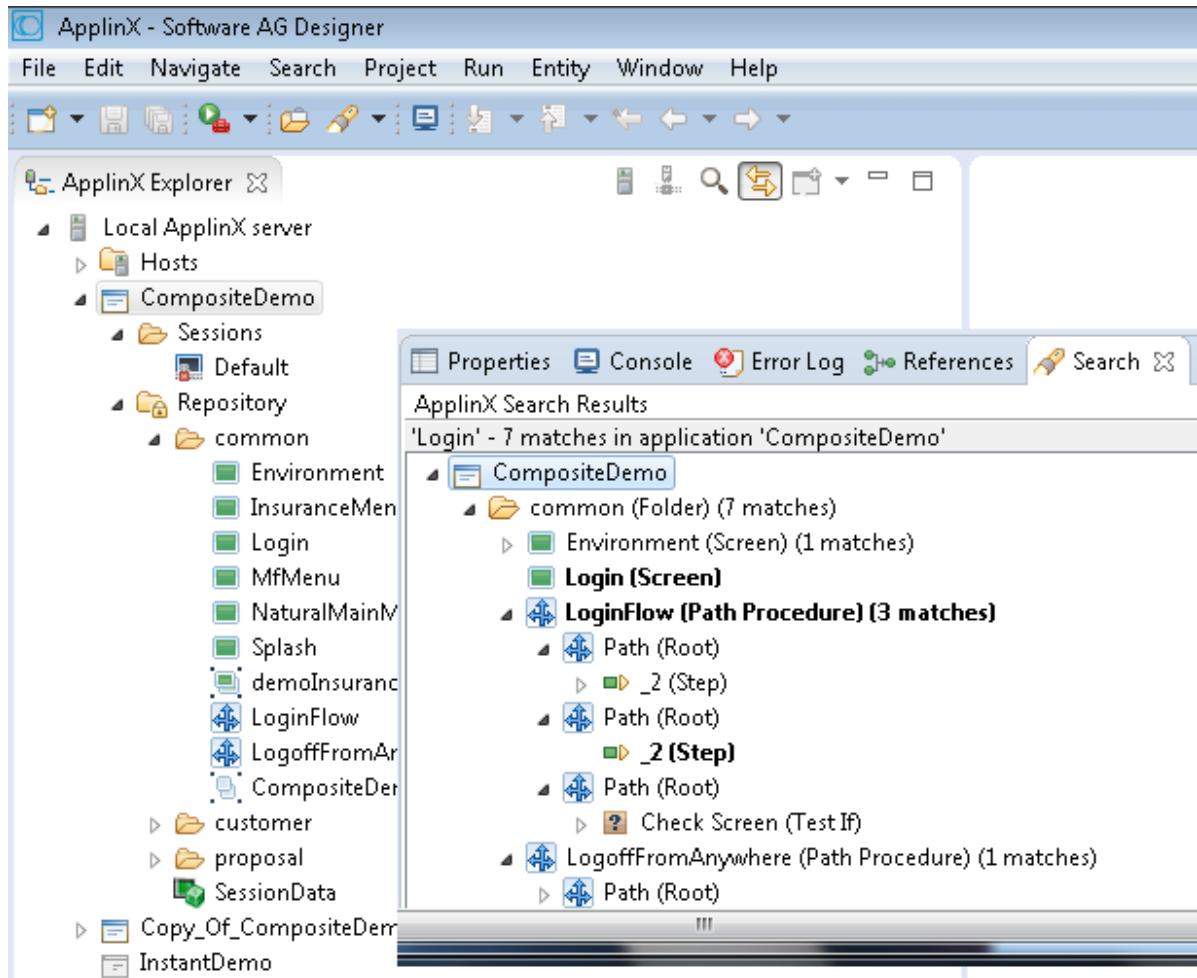 ApplinX - Software AG Designer
File Edit Navigate Search Project Run Entity Window Help
ApplinX Explorer
Local ApplinX server
Hosts
CompositeDemo
Sessions
Default
Repository
common
Environment
InsuranceMen
Login
MfMenu
NaturalMainM
Splash
demoInsuranc
LoginFlow
LogoffFromAn
CompositeDer
customer
proposal
SessionData
Copy_Of_CompositeDem
InstantDemo
Properties Console Error Log References Search
ApplinX Search Results
'Login' - 7 matches in application 'CompositeDemo'
CompositeDemo
common (Folder) (7 matches)
Environment (Screen) (1 matches)
Login (Screen)
LoginFlow (Path Procedure) (3 matches)
Path (Root)
_2 (Step)
Path (Root)
_2 (Step)
Path (Root)
Check Screen (Test If)
LogoffFromAnywhere (Path Procedure) (1 matches)
Path (Root)